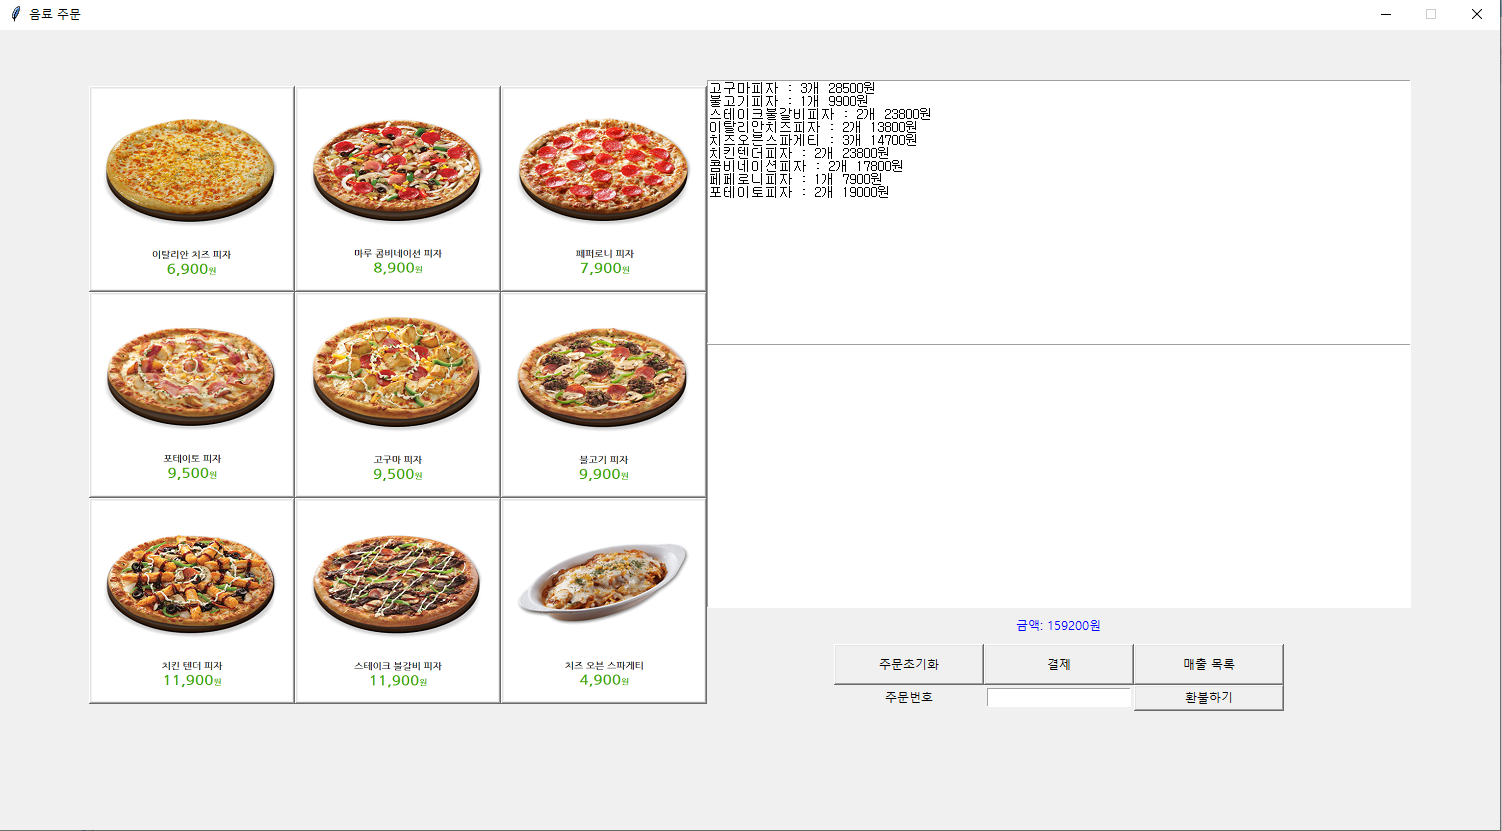 음료 주문
이탈리안 치즈 피자
6,900원
마루 콤비네이션 피자
8,900원
페퍼로니 피자
7,900원
포테이토 피자
9,500원
고구마 피자
9,500원
불고기 피자
9,900원
치킨 텐더 피자
11,900원
스테이크 불갈비 피자
11,900원
치즈 오븐 스파게티
4,900원
고구마피자 : 3개 28500원
불고기피자 : 1개 9900원
스테이크불갈비피자 : 2개 23800원
이탈리안치즈피자 : 2개 13800원
치즈오븐스파게티 : 3개 14700원
치킨텐더피자 : 2개 23800원
콤비네이션피자 : 2개 17800원
페페로니피자 : 1개 7900원
포테이토피자 : 2개 19000원
금액: 159200원
주문초기화
결제
매출 목록
주문번호
환불하기